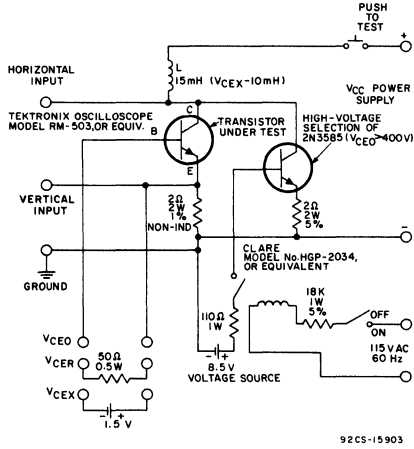 PUSH
TO
TEST
+
L
15mH (VCEX-10mH)
HORIZONTAL
INPUT
VCC POWER
SUPPLY
C
TEKTRONIX OSCILLOSCOPE
MODEL RM-503,OR EQUIV.
B
TRANSISTOR
UNDER TEST
HIGH-VOLTAGE
SELECTION OF
2N3585(VCEO>400V)
E
VERTICAL
INPUT
2Ω
2W
1%
NON-IND
2Ω
2W
5%
-
CLARE
MODEL No.HGP-2034,
OR EQUIVALENT
GROUND
110Ω
1W
18K
1W
5%
OFF
ON
115VAC
60 Hz
VCEO
VCER
50Ω
0.5W
- +
8.5V
VOLTAGE SOURCE
VCEX
- +
1.5 V
92CS-15903